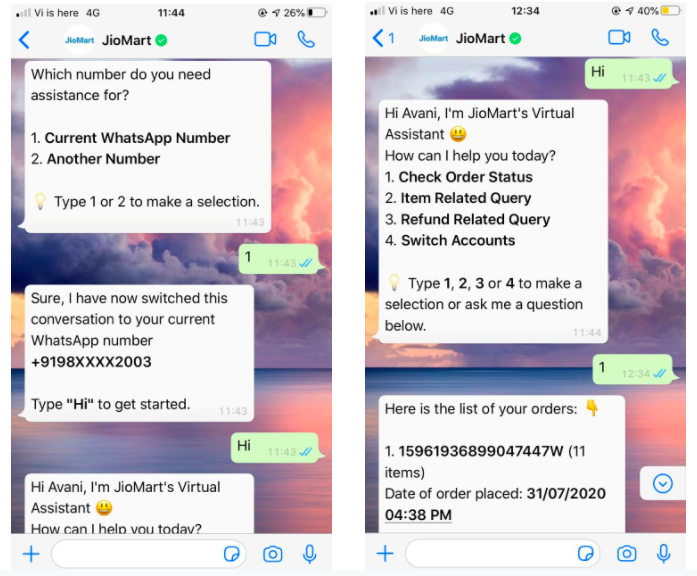 Vi is here 4G 11:44 26%
JioMart JioMart
Which number do you need
assistance for?
1. Current WhatsApp Number
2. Another Number
💡 Type 1 or 2 to make a selection.
11:43
1 11:43
Sure, I have now switched this
conversation to your current
WhatsApp number
+9198XXXX2003
Type "Hi" to get started.
11:43
Hi 11:43
Hi Avani, I'm JioMart's Virtual
Assistant 😃
How can I help you today?
Vi is here 4G 12:34 40%
1 JioMart JioMart
Hi 11:43
Hi Avani, I'm JioMart's Virtual
Assistant 😃
How can I help you today?
1. Check Order Status
2. Item Related Query
3. Refund Related Query
4. Switch Accounts
💡 Type 1, 2, 3 or 4 to make a
selection or ask me a question
below.
11:44
1 12:34
Here is the list of your orders: 👇
1. 15961936899047447W (11
items)
Date of order placed: 31/07/2020
04:38 PM